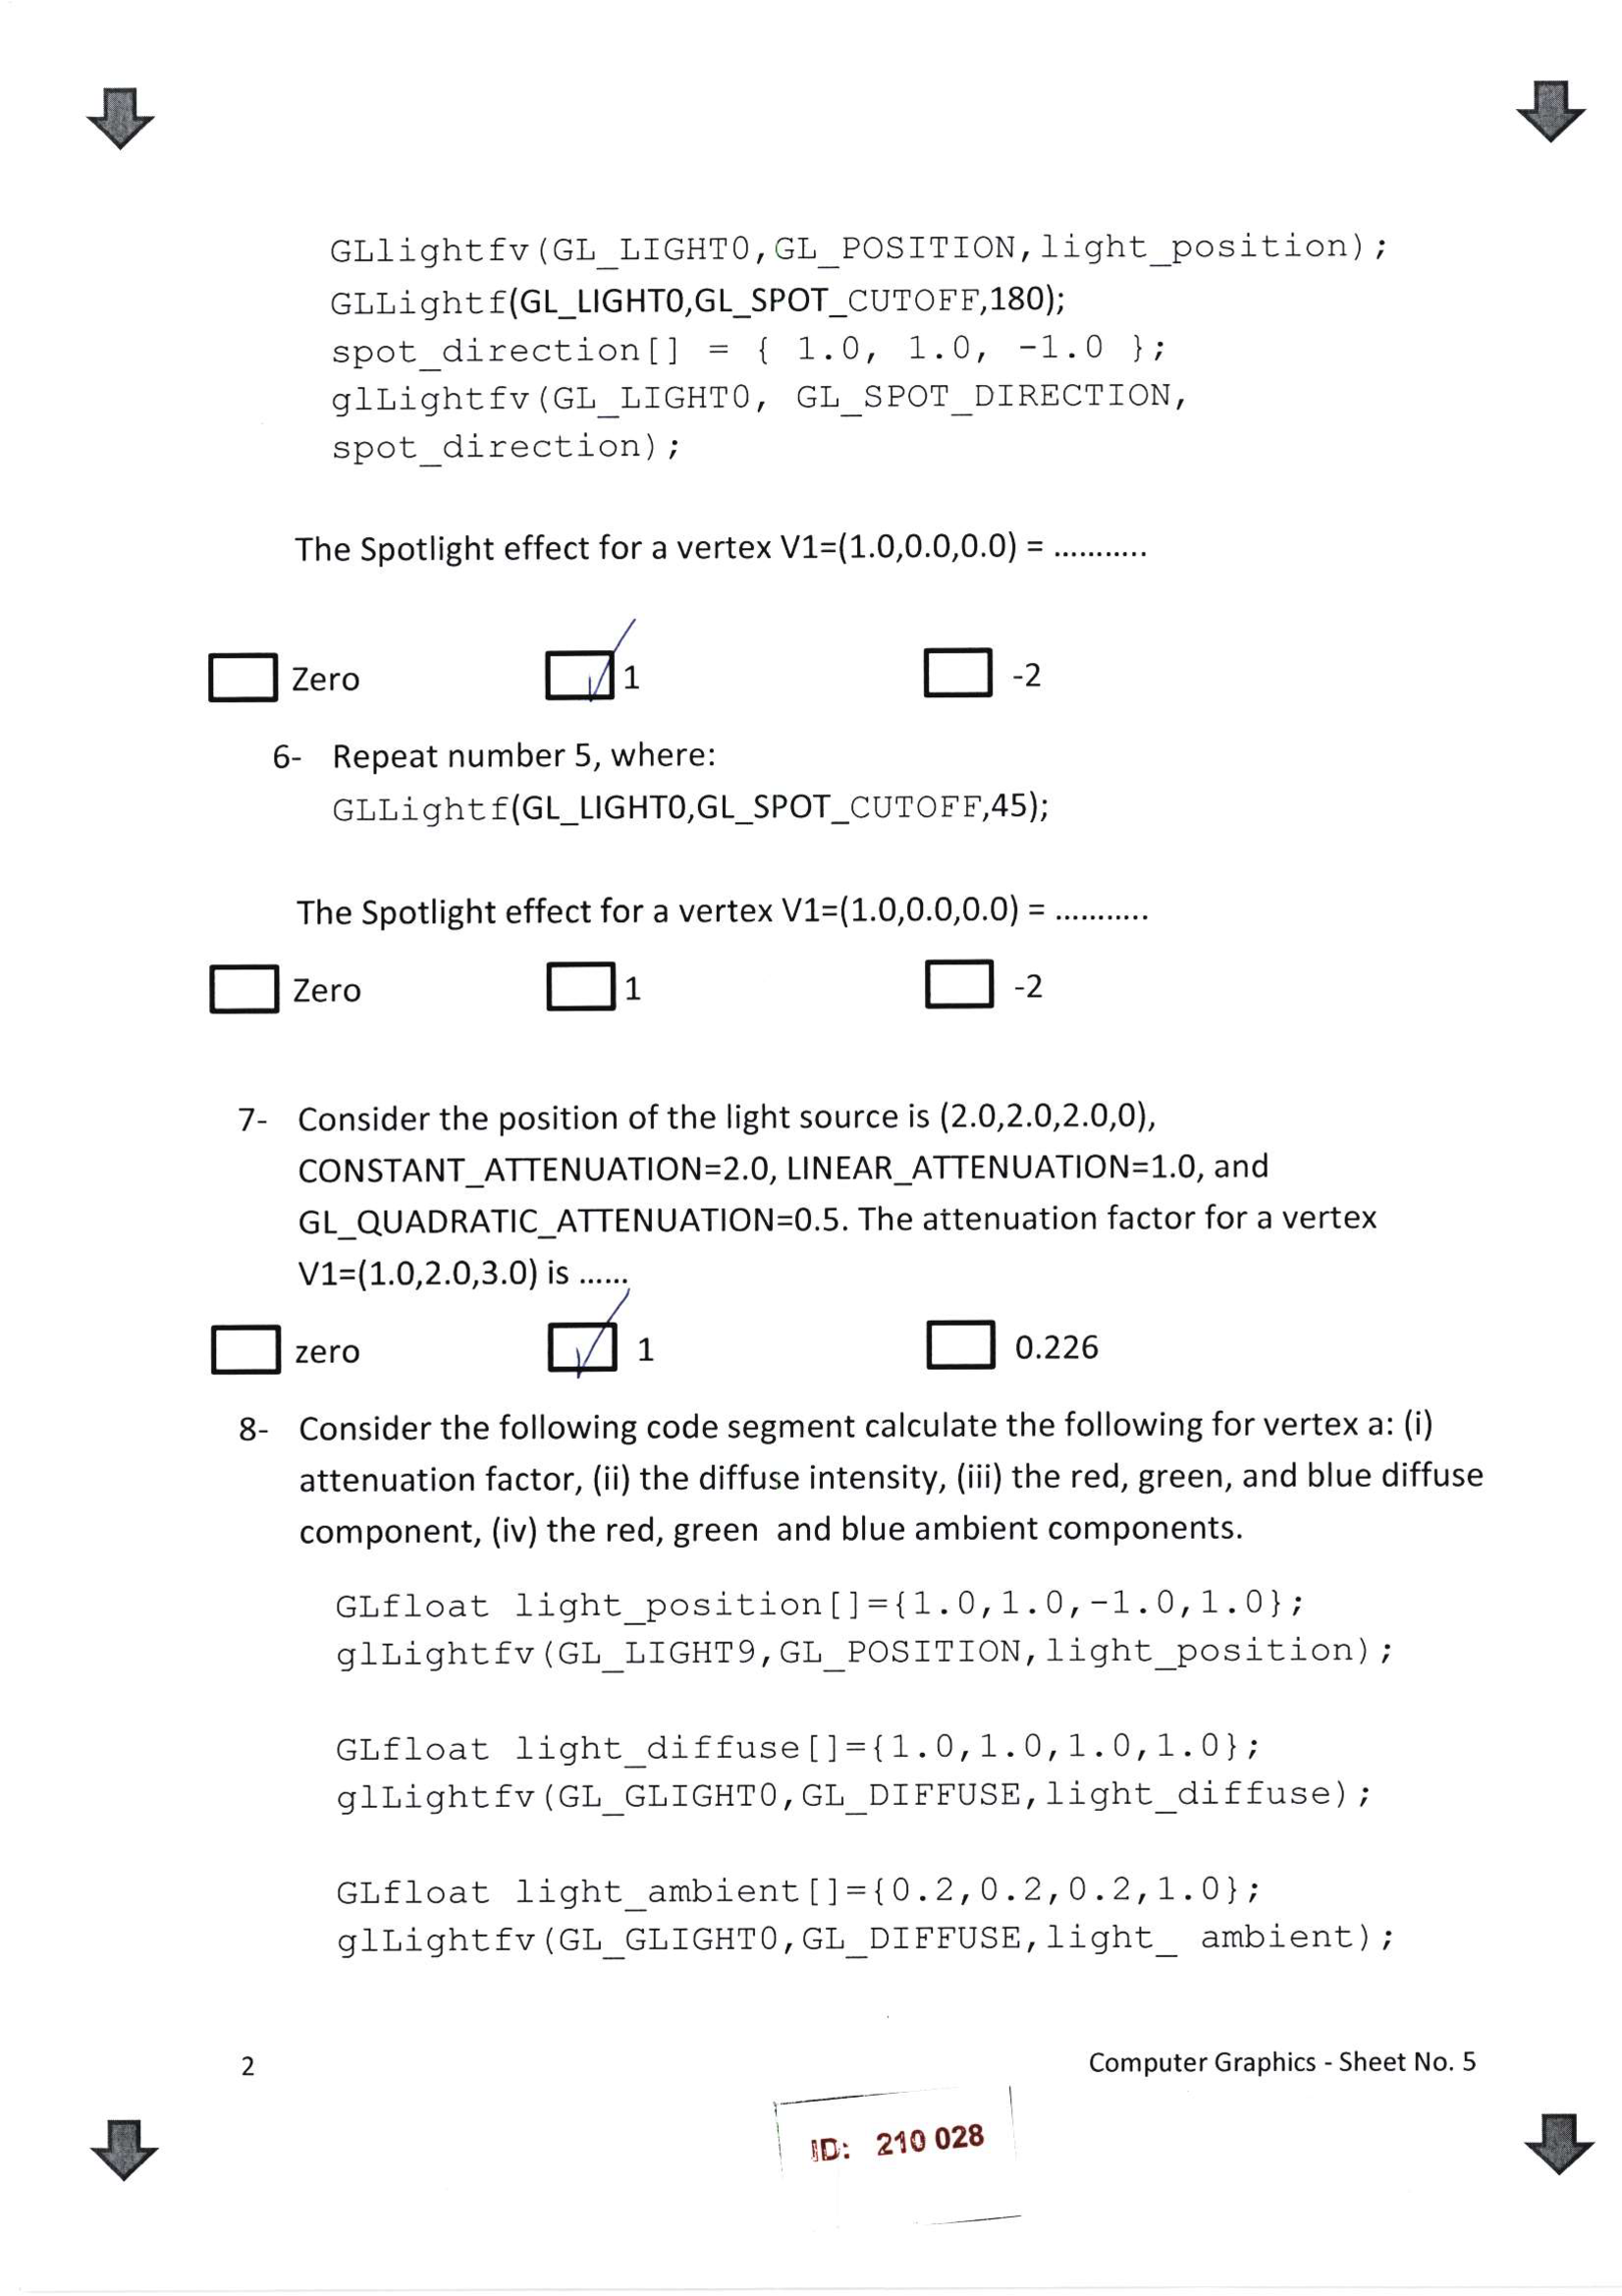 GLlightfv(GL_LIGHT0,GL_POSITION,light_position);
GLLightf(GL_LIGHT0,GL_SPOT_CUTOFF,180);
spot_direction[] = { 1.0, 1.0, -1.0 };
glLightfv(GL_LIGHT0, GL_SPOT_DIRECTION,
spot_direction);
The Spotlight effect for a vertex V1=(1.0,0.0,0.0) = ...........
Zero 1 -2
6- Repeat number 5, where:
GLLightf(GL_LIGHT0,GL_SPOT_CUTOFF,45);
The Spotlight effect for a vertex V1=(1.0,0.0,0.0) = ...........
Zero 1 -2
7- Consider the position of the light source is (2.0,2.0,2.0,0),
CONSTANT_ATTENUATION=2.0, LINEAR_ATTENUATION=1.0, and
GL_QUADRATIC_ATTENUATION=0.5. The attenuation factor for a vertex
V1=(1.0,2.0,3.0) is ......
zero 1 0.226
8- Consider the following code segment calculate the following for vertex a: (i)
attenuation factor, (ii) the diffuse intensity, (iii) the red, green, and blue diffuse
component, (iv) the red, green and blue ambient components.
GLfloat light_position[]={1.0,1.0,-1.0,1.0};
glLightfv(GL_LIGHT9,GL_POSITION,light_position);
GLfloat light_diffuse[]={1.0,1.0,1.0,1.0};
glLightfv(GL_GLIGHT0,GL_DIFFUSE,light_diffuse);
GLfloat light_ambient[]={0.2,0.2,0.2,1.0};
glLightfv(GL_GLIGHT0,GL_DIFFUSE,light_ ambient);
2 Computer Graphics - Sheet No. 5
ID: 210 028